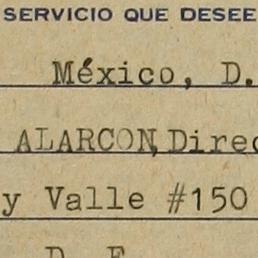 SERVICIO QUE DESEE
México, D.
ALARCON, Direc
y Valle #150
D. F.